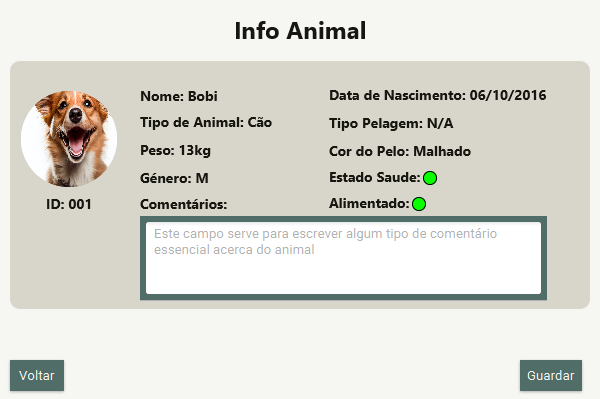 Info Animal
Nome: Bobi
Data de Nascimento: 06/10/2016
Tipo de Animal: Cão
Tipo Pelagem: N/A
Peso: 13kg
Cor do Pelo: Malhado
Género: M
Estado Saude:
ID: 001
Comentários:
Alimentado:
Este campo serve para escrever algum tipo de comentário
essencial acerca do animal
Voltar
Guardar